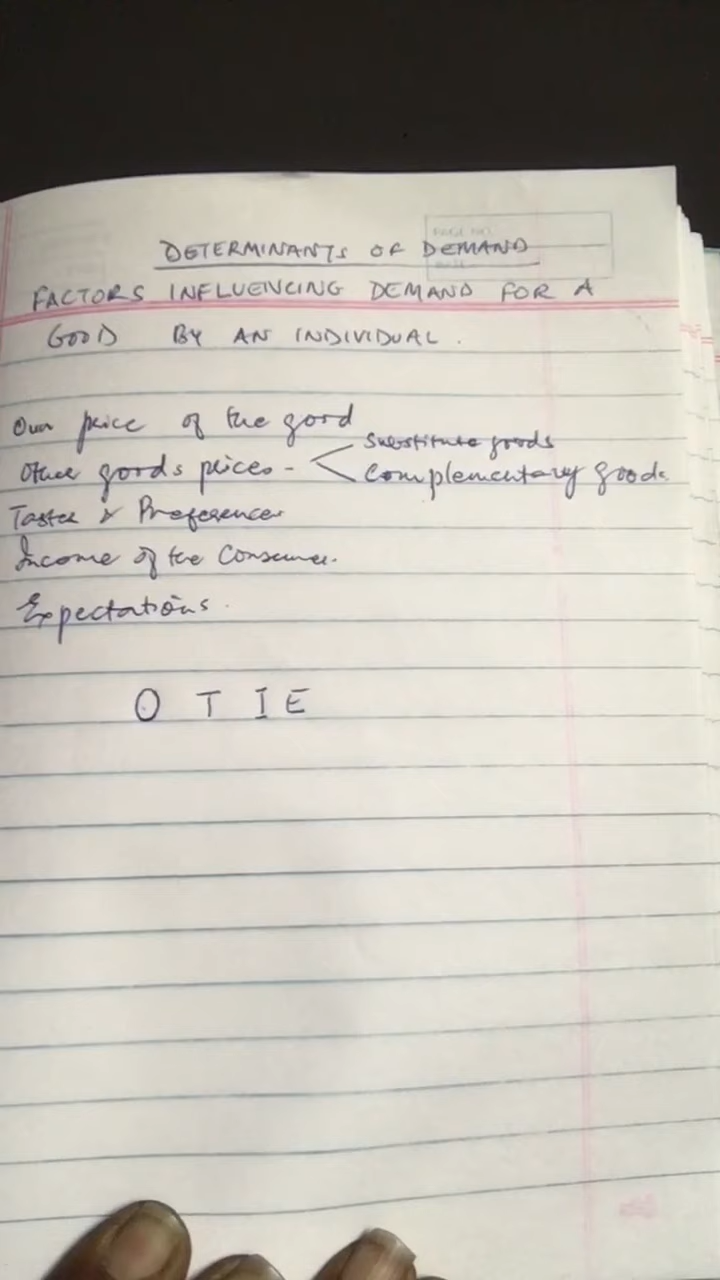 DETERMINANTS OF DEMAND
FACTORS INFLUENCING DEMAND FOR A
GOOD BY AN INDIVIDUAL.
Own price of the good
Other goods prices - Substitute goods
Complementary goods
Tastes & Preferences
Income of the Consumer.
Expectations.
O T I E